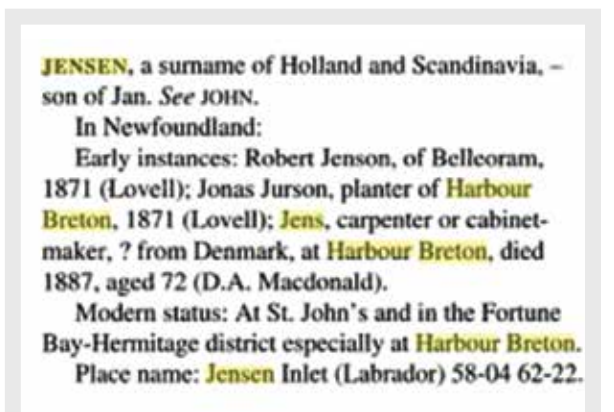 JENSEN, a surname of Holland and Scandinavia, –
son of Jan. See JOHN.
In Newfoundland:
Early instances: Robert Jenson, of Belleoram,
1871 (Lovell); Jonas Jurson, planter of Harbour
Breton, 1871 (Lovell); Jens, carpenter or cabinet-
maker, ? from Denmark, at Harbour Breton, died
1887, aged 72 (D.A. Macdonald).
Modern status: At St. John's and in the Fortune
Bay-Hermitage district especially at Harbour Breton.
Place name: Jensen Inlet (Labrador) 58-04 62-22.